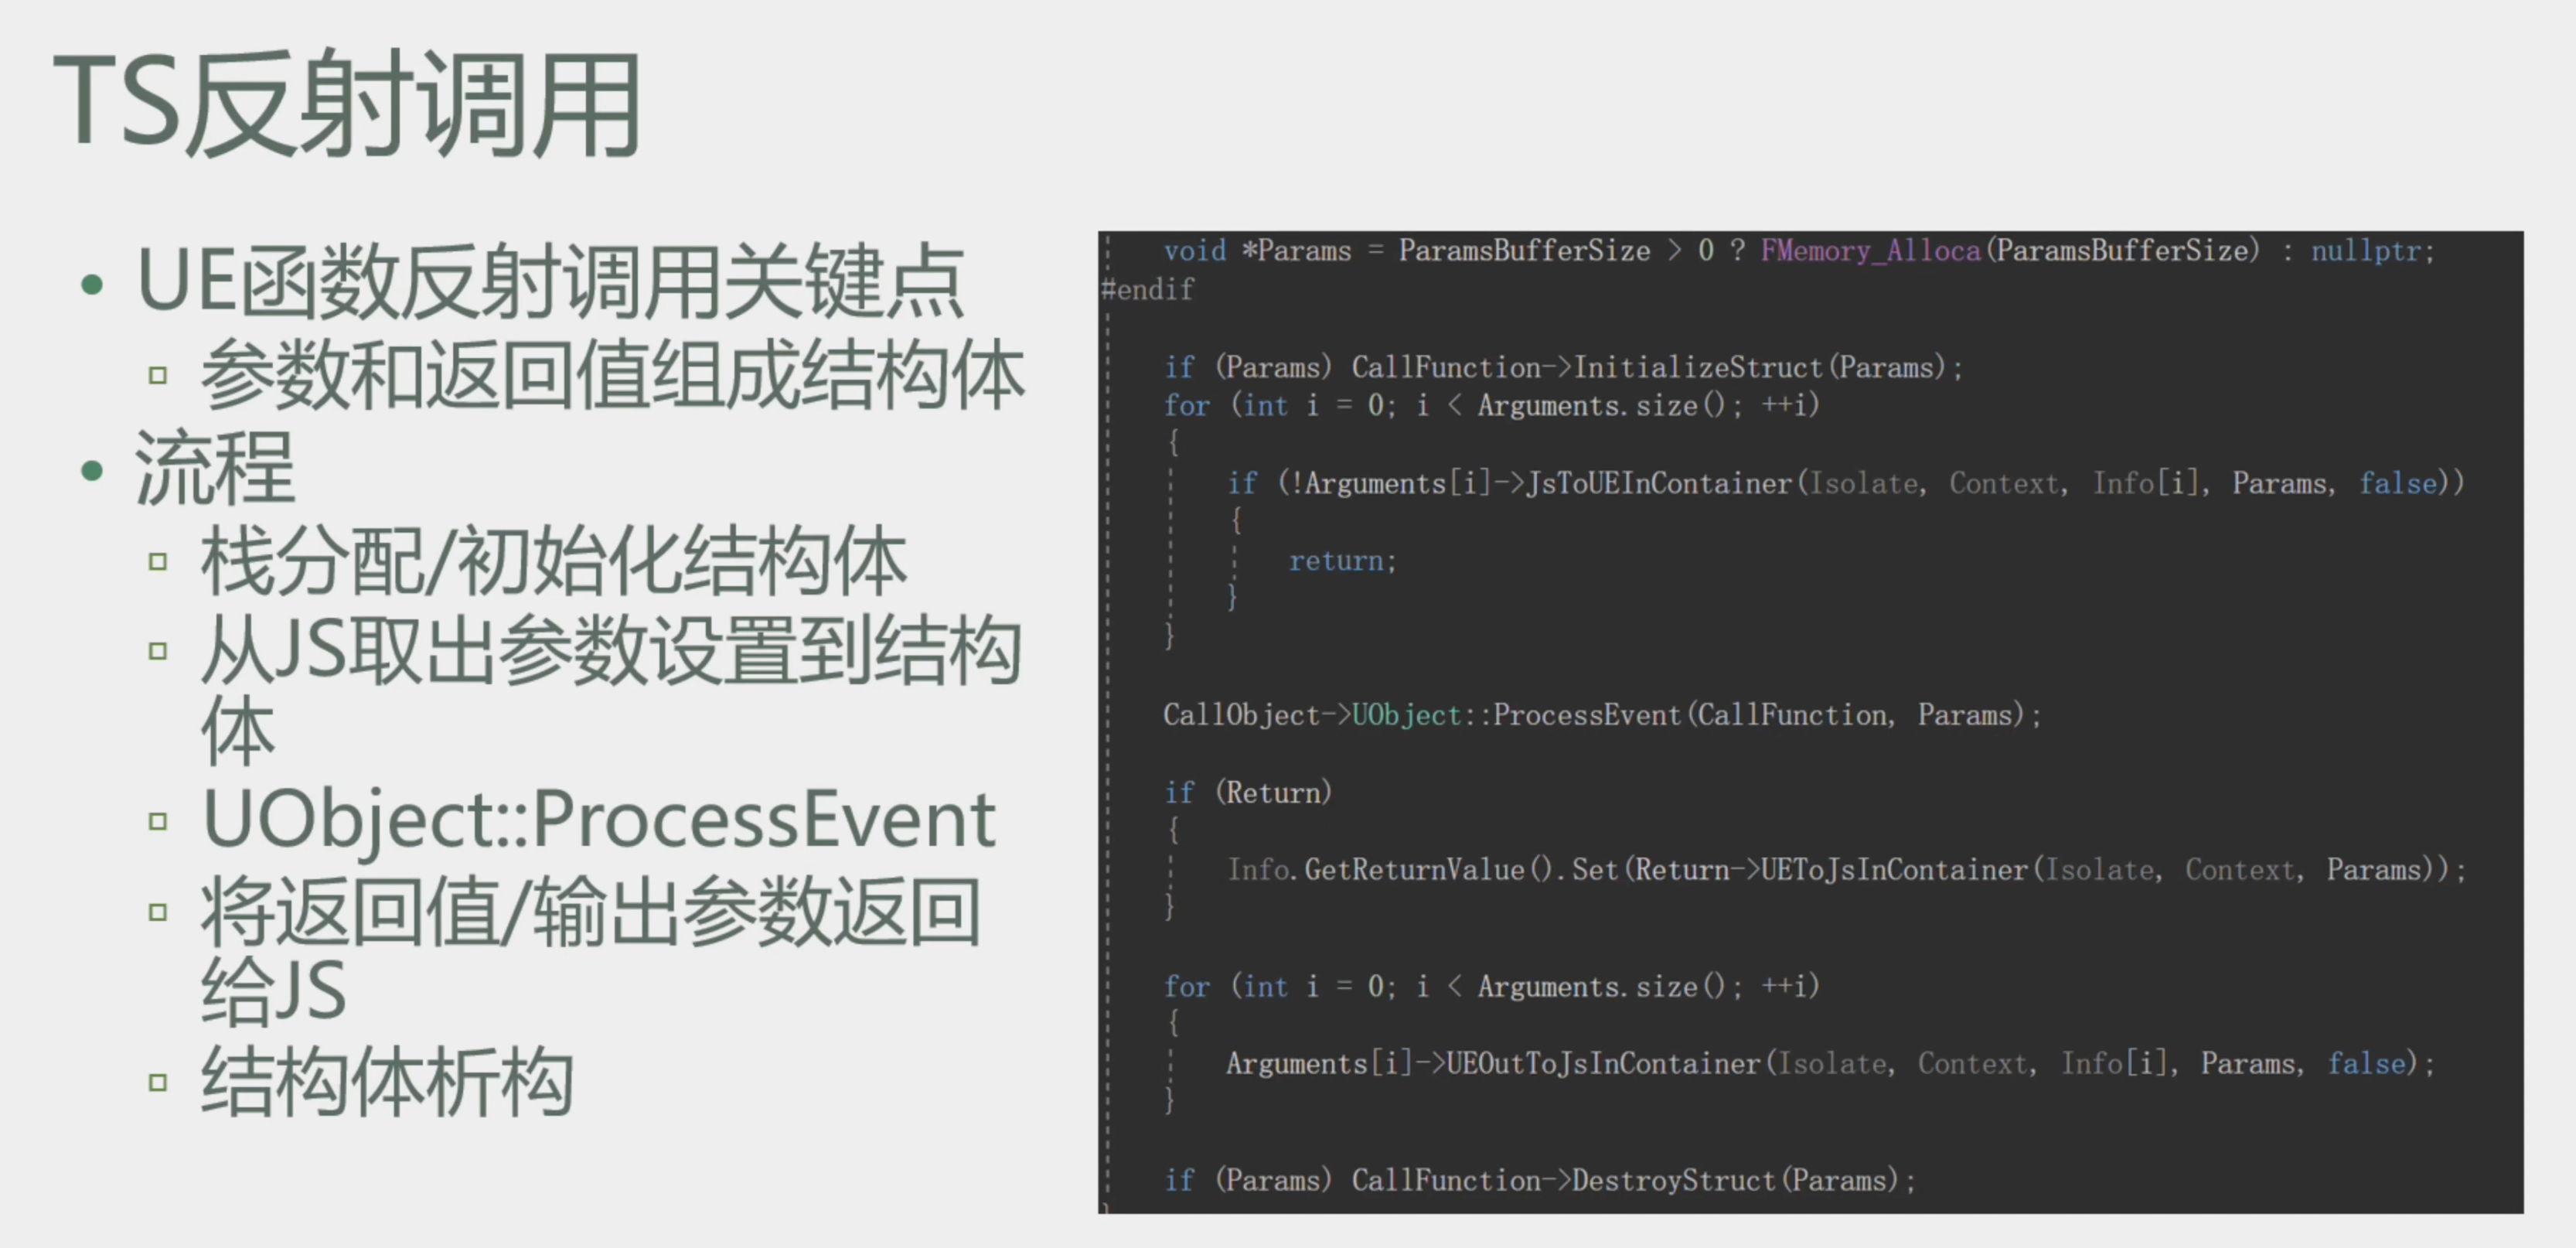 TS反射调用
• UE函数反射调用关键点
▫ 参数和返回值组成结构体
• 流程
▫ 栈分配/初始化结构体
▫ 从JS取出参数设置到结构
体
▫ UObject::ProcessEvent
▫ 将返回值/输出参数返回
给JS
▫ 结构体析构
void *Params = ParamsBufferSize > 0 ? FMemory_Alloca(ParamsBufferSize) : nullptr;
#endif
if (Params) CallFunction->InitializeStruct(Params);
for (int i = 0; i < Arguments.size(); ++i)
{
if (!Arguments[i]->JsToUEInContainer(Isolate, Context, Info[i], Params, false))
{
return;
}
}
CallObject->UObject::ProcessEvent(CallFunction, Params);
if (Return)
{
Info.GetReturnValue().Set(Return->UEToJsInContainer(Isolate, Context, Params));
}
for (int i = 0; i < Arguments.size(); ++i)
{
Arguments[i]->UEOutToJsInContainer(Isolate, Context, Info[i], Params, false);
}
if (Params) CallFunction->DestroyStruct(Params);